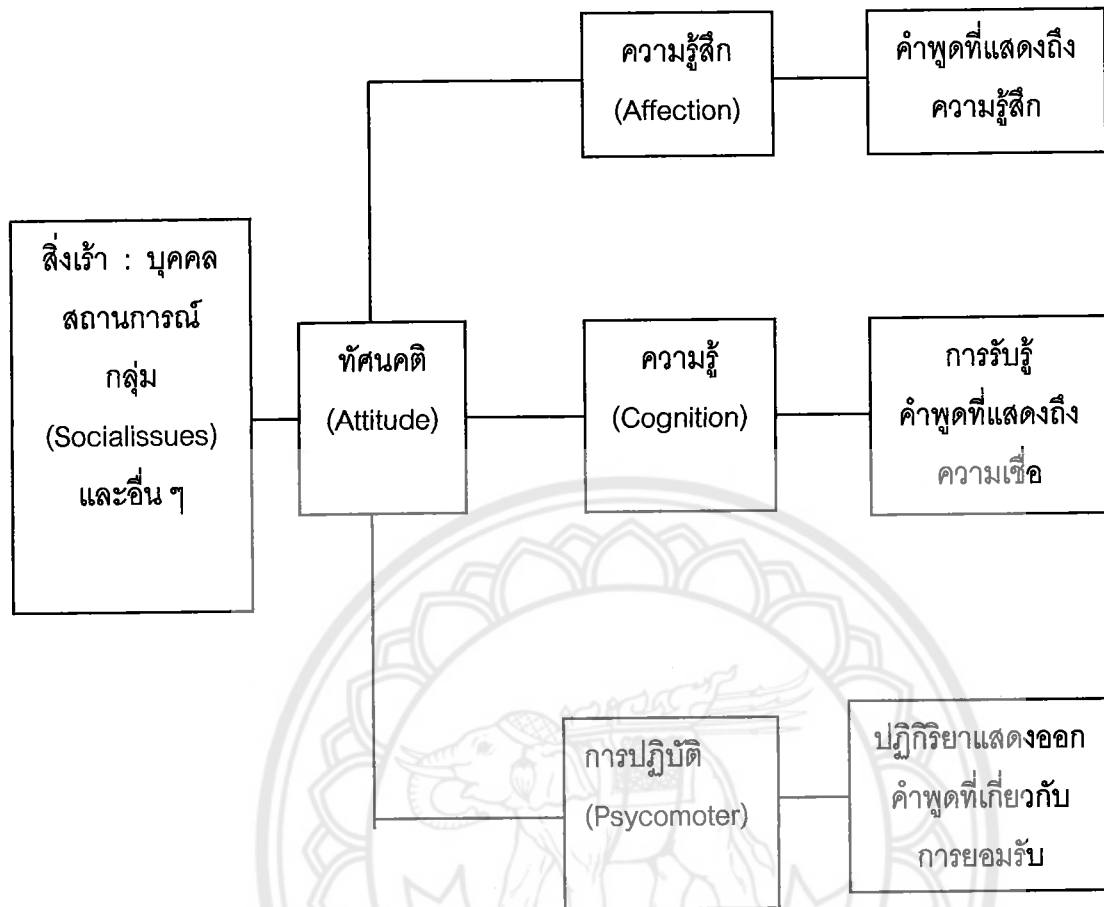 ความรู้สึก
(Affection)
คำพูดที่แสดงถึง
ความรู้สึก
สิ่งเร้า : บุคคล
สถานการณ์
กลุ่ม
(Socialissues)
และอื่น ๆ
ทัศนคติ
(Attitude)
ความรู้
(Cognition)
การรับรู้
คำพูดที่แสดงถึง
ความเชื่อ
การปฏิบัติ
(Psycomoter)
ปฏิกิริยาแสดงออก
คำพูดที่เกี่ยวกับ
การยอมรับ